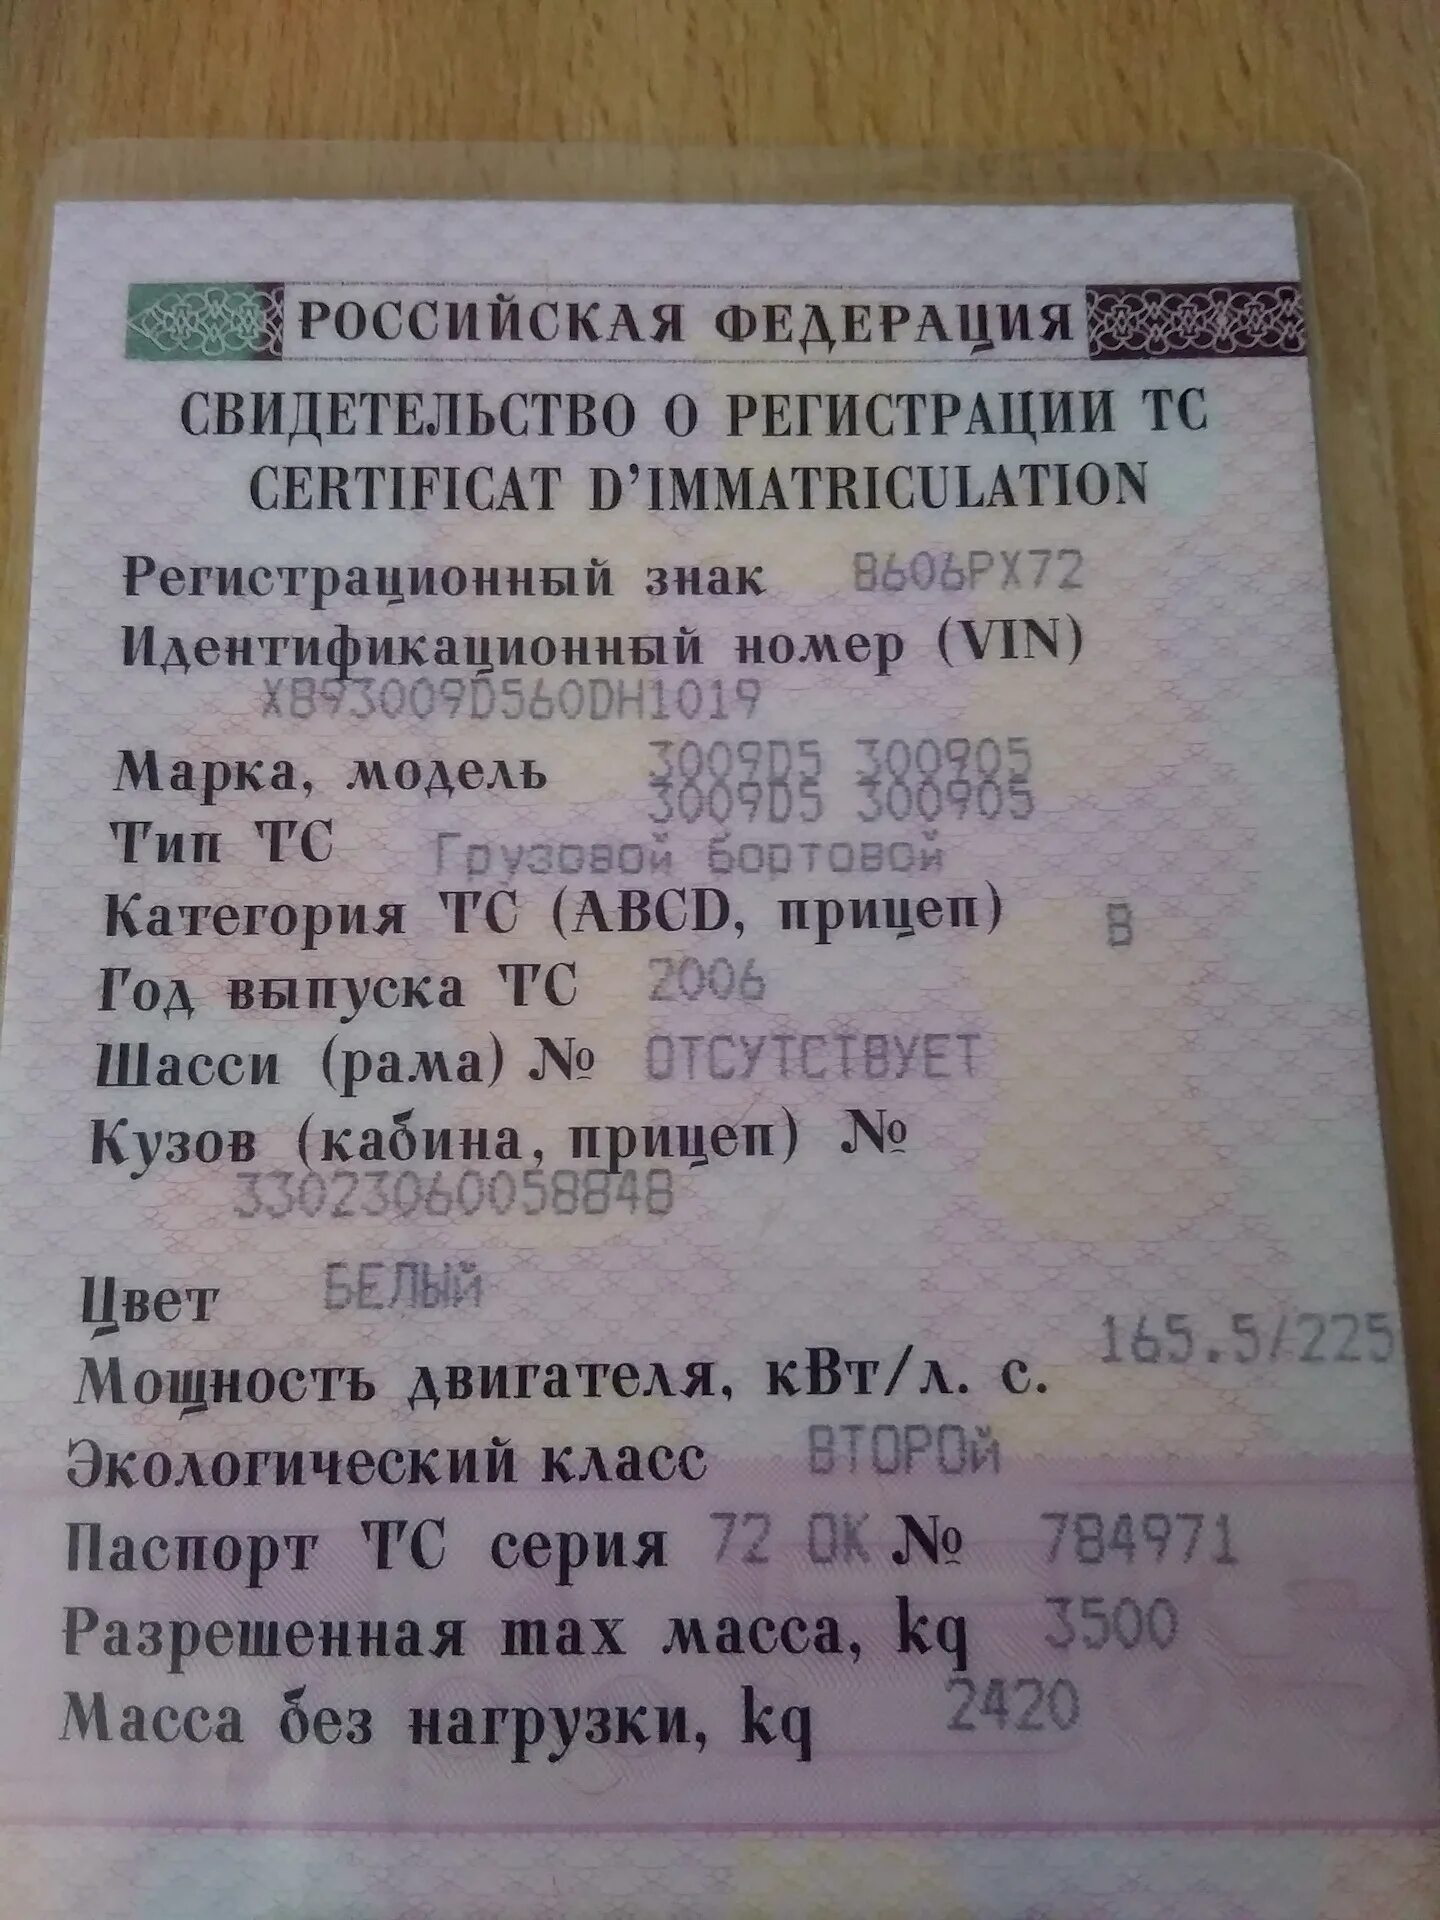 РОССИЙСКАЯ ФЕДЕРАЦИЯ
СВИДЕТЕЛЬСТВО О РЕГИСТРАЦИИ ТС
CERTIFICAT D'IMMATRICULATION
Регистрационный знак В606РХ72
Идентификационный номер (VIN)
X893009D560DH1019
Марка, модель 3009D5 300905
3009D5 300905
Тип ТС Грузовой бортовой
Категория ТС (ABCD, прицеп) B
Год выпуска ТС 2006
Шасси (рама) № ОТСУТСТВУЕТ
Кузов (кабина, прицеп) №
33023060058848
Цвет БЕЛЫЙ
Мощность двигателя, кВт/л. с. 165.5/225
Экологический класс ВТОРОЙ
Паспорт ТС серия 72 ОК № 784971
Разрешенная max масса, kg 3500
Масса без нагрузки, kg 2420